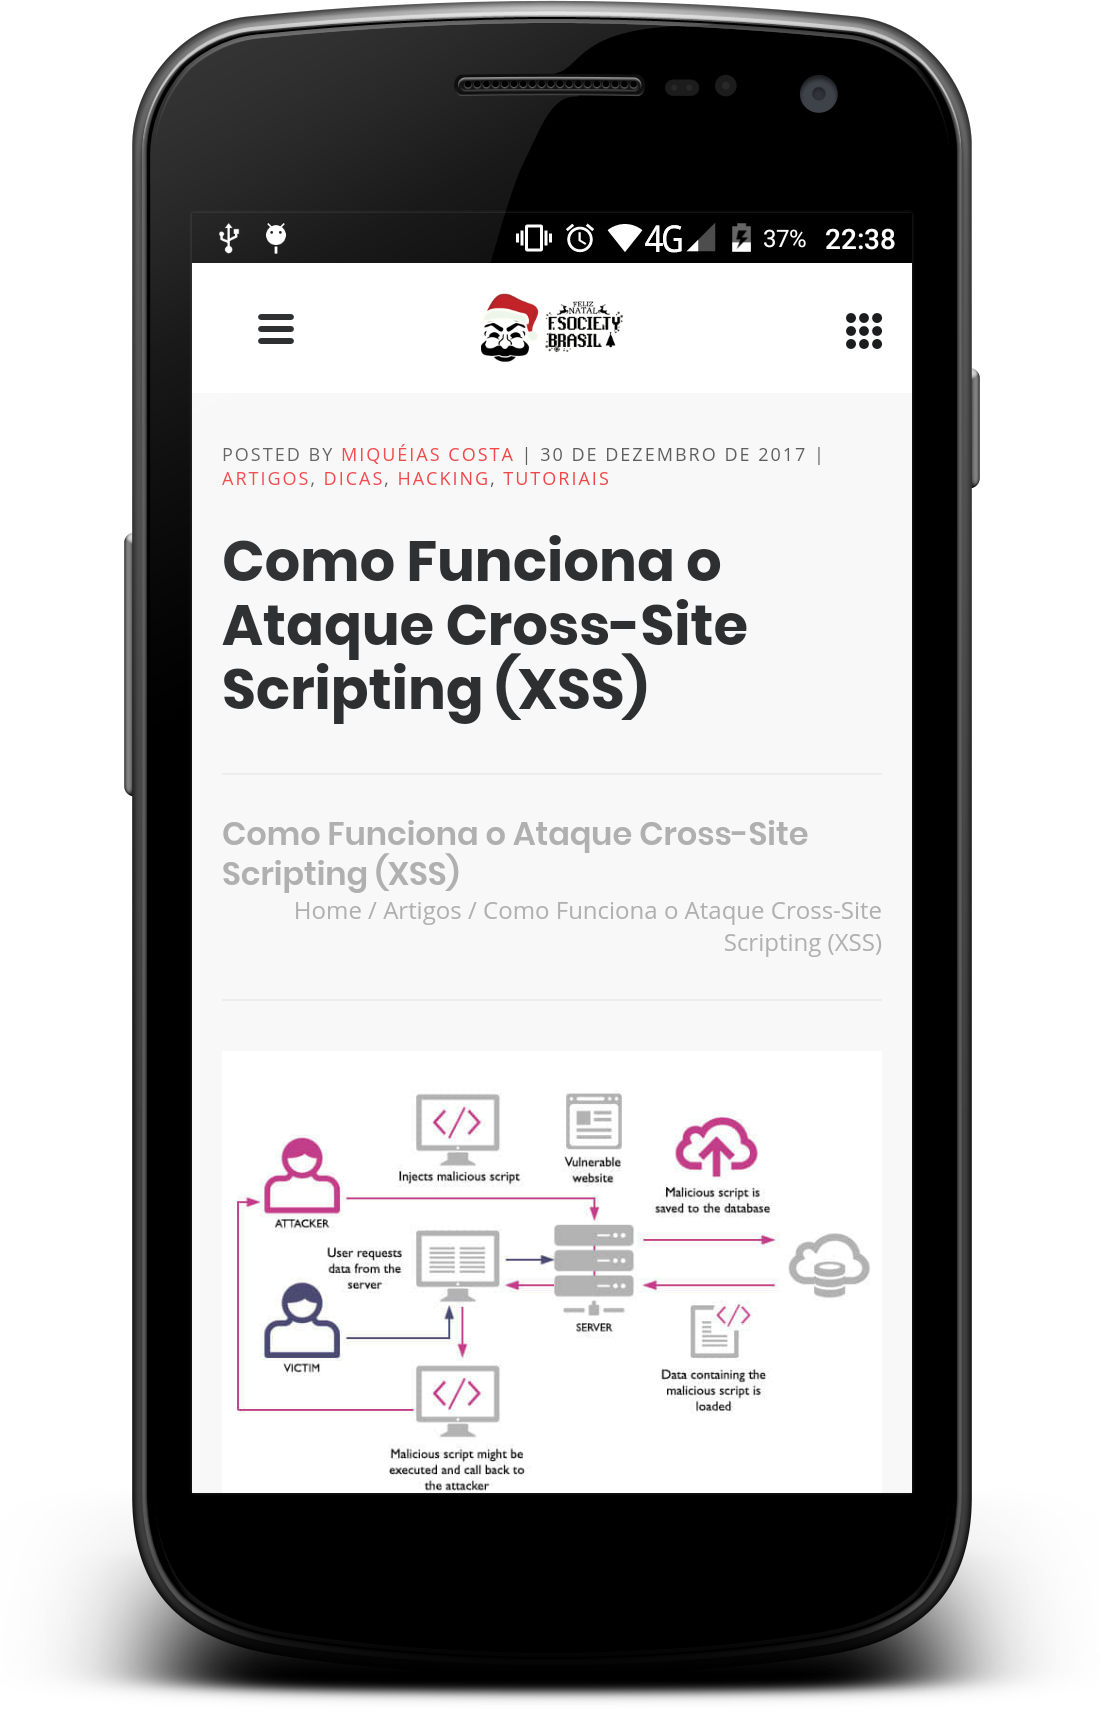 4G 37% 22:38
FELIZ
NATAL
FSOCIETY
BRASIL
POSTED BY MIQUÉIAS COSTA | 30 DE DEZEMBRO DE 2017 |
ARTIGOS, DICAS, HACKING, TUTORIAIS
Como Funciona o
Ataque Cross-Site
Scripting (XSS)
Como Funciona o Ataque Cross-Site
Scripting (XSS)
Home / Artigos / Como Funciona o Ataque Cross-Site
Scripting (XSS)
</>
Injects malicious script
Vulnerable
website
Malicious script is
saved to the database
ATTACKER
User requests
data from the
server
SERVER
VICTIM
</>
Data containing the
malicious script is
loaded
</>
Malicious script might be
executed and call back to
the attacker